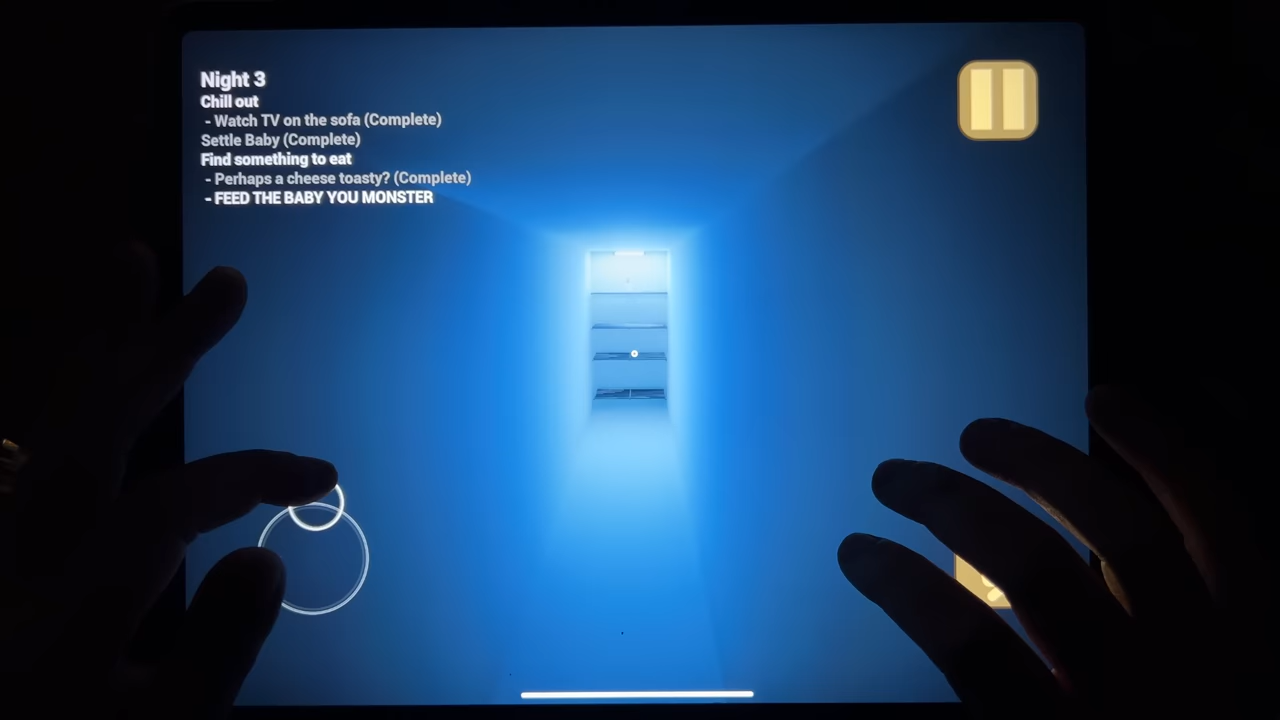 Night 3
Chill out
- Watch TV on the sofa (Complete)
Settle Baby (Complete)
Find something to eat
- Perhaps a cheese toasty? (Complete)
- FEED THE BABY YOU MONSTER